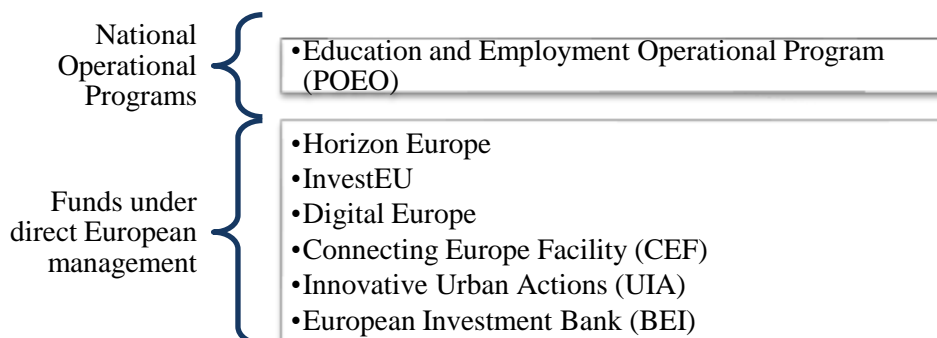 National
Operational
Programs
•Education and Employment Operational Program
(POEO)
Funds under
direct European
management
•Horizon Europe
•InvestEU
•Digital Europe
•Connecting Europe Facility (CEF)
•Innovative Urban Actions (UIA)
•European Investment Bank (BEI)